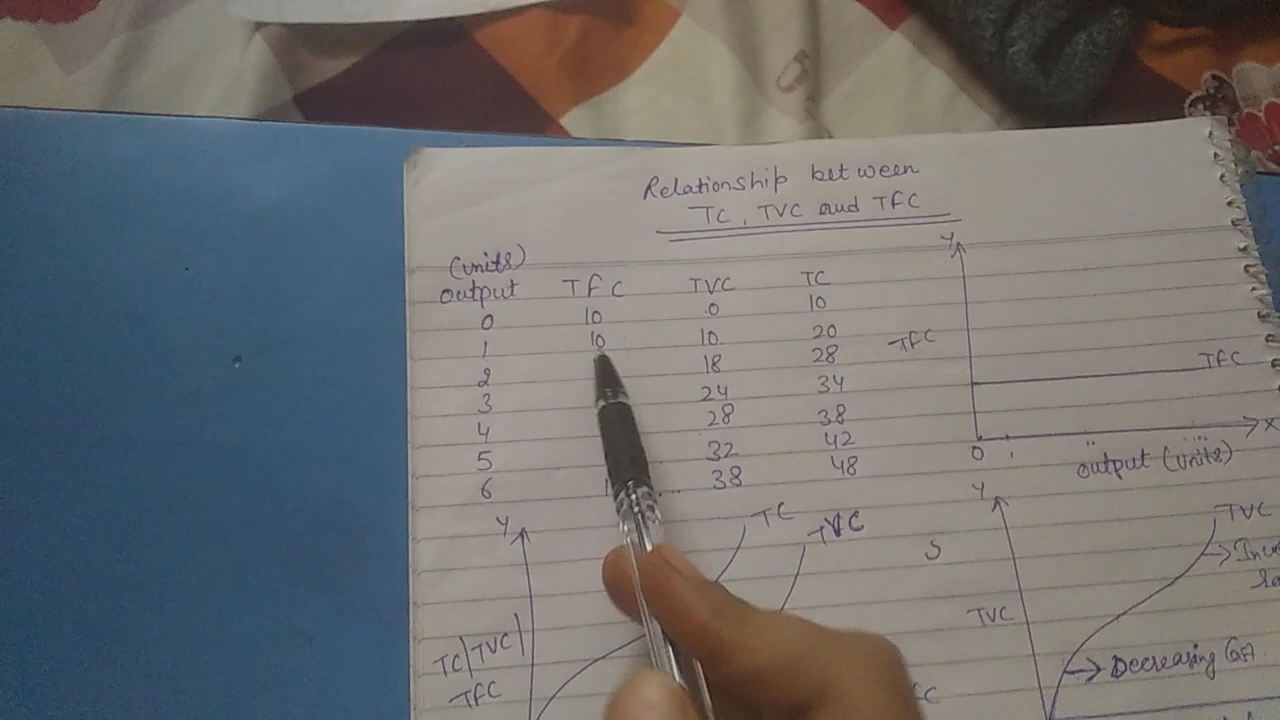 Relationship between
TC, TVC and TFC
(units)
output TFC TVC TC
0 10 0 10
1 10 10 20
2 18 28
3 24 34
4 28 38
5 32 42
6 1 38 48
Y
TFC
TFC
0
X
output (units)
Y
TC
TVC
TC/TVC/
TFC
S
Y
TVC
TVC
Decreasing